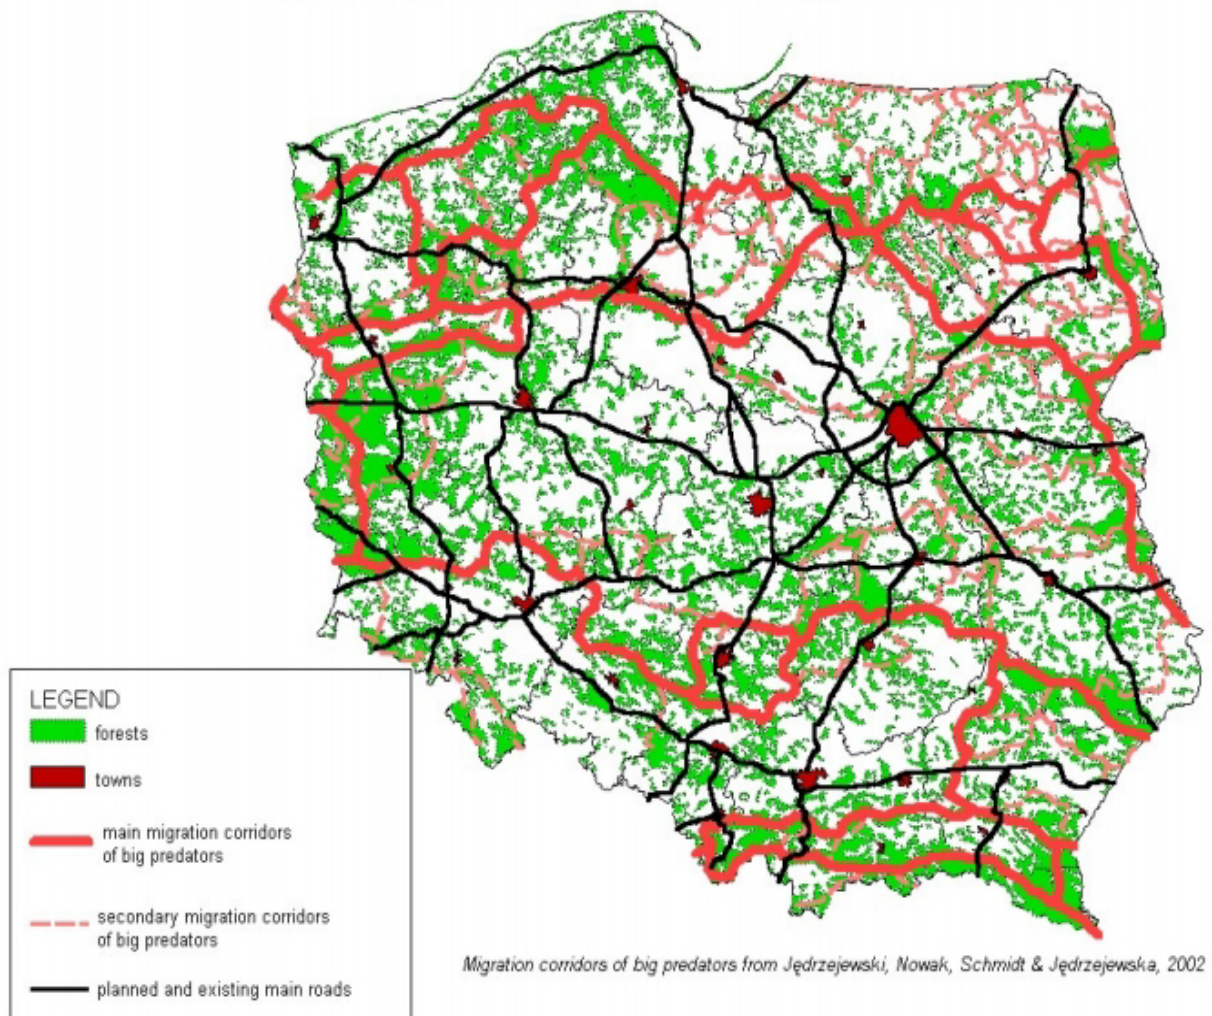 LEGEND
forests
towns
main migration corridors
of big predators
secondary migration corridors
of big predators
planned and existing main roads
Migration corridors of big predators from Jędrzejewski, Nowak, Schmidt & Jędrzejewska, 2002